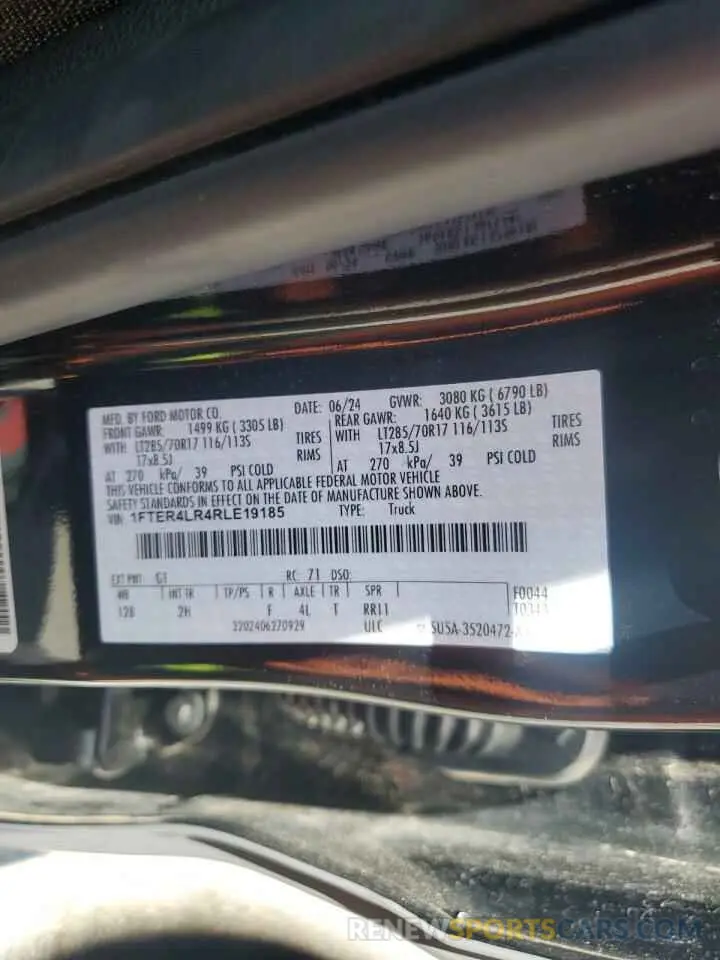 MFD. BY FORD MOTOR CO. DATE: 06/24 GVWR: 3080 KG ( 6790 LB)
FRONT GAWR: 1499 KG ( 3305 LB) REAR GAWR: 1640 KG ( 3615 LB)
WITH LT285/70R17 116/113S TIRES WITH LT285/70R17 116/113S TIRES
17x8.5J RIMS 17x8.5J RIMS
AT 270 kPa/ 39 PSI COLD AT 270 kPa/ 39 PSI COLD
THIS VEHICLE CONFORMS TO ALL APPLICABLE FEDERAL MOTOR VEHICLE
SAFETY STANDARDS IN EFFECT ON THE DATE OF MANUFACTURE SHOWN ABOVE.
VIN 1FTER4LR4RLE19185 TYPE: Truck
EXT PNT: G1 RC: 71 DSO:
WB INT TR TP/PS R AXLE TR SPR F0044
128 2H F 4L T RR11
3202406270929 ULC SU5A-3520472-
RENEWSPORTSCARS.COM